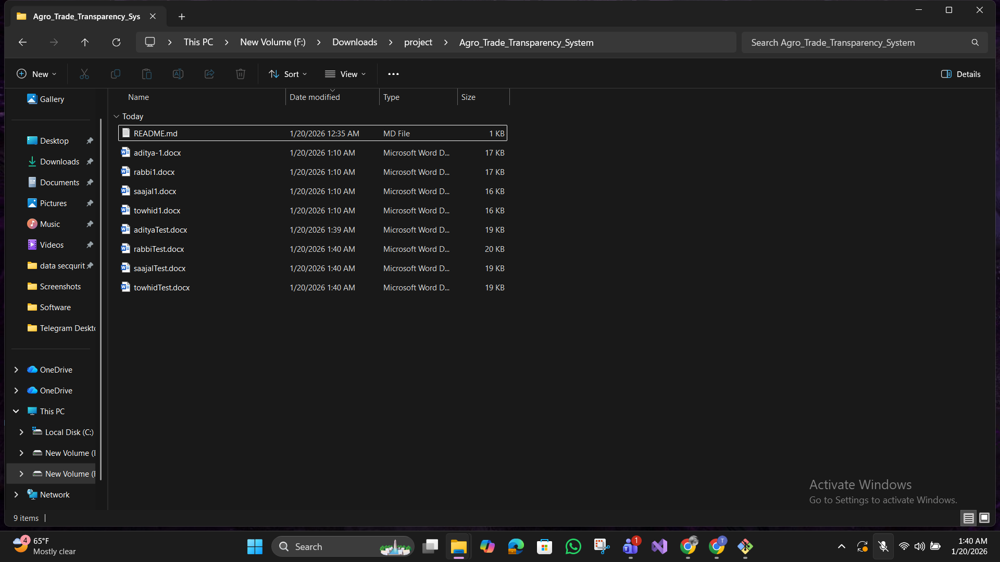 Agro_Trade_Transparency_Sys
This PC
New Volume (F:)
Downloads
project
Agro_Trade_Transparency_System
Search Agro_Trade_Transparency_System
New
Sort
View
Details
Name
Date modified
Type
Size
Today
README.md 1/20/2026 12:35 AM MD File 1 KB
aditya-1.docx 1/20/2026 1:10 AM Microsoft Word D... 17 KB
rabbi1.docx 1/20/2026 1:10 AM Microsoft Word D... 17 KB
saajal1.docx 1/20/2026 1:10 AM Microsoft Word D... 16 KB
towhid1.docx 1/20/2026 1:10 AM Microsoft Word D... 16 KB
adityaTest.docx 1/20/2026 1:39 AM Microsoft Word D... 19 KB
rabbiTest.docx 1/20/2026 1:40 AM Microsoft Word D... 20 KB
saajalTest.docx 1/20/2026 1:40 AM Microsoft Word D... 19 KB
towhidTest.docx 1/20/2026 1:40 AM Microsoft Word D... 19 KB
Gallery
Desktop
Downloads
Documents
Pictures
Music
Videos
data secqurit
Screenshots
Software
Telegram Deskto
OneDrive
OneDrive
This PC
Local Disk (C:)
New Volume (
New Volume (
Network
Activate Windows
Go to Settings to activate Windows.
9 items
4
65°F
Mostly clear
Search
1
T
1:40 AM
1/20/2026